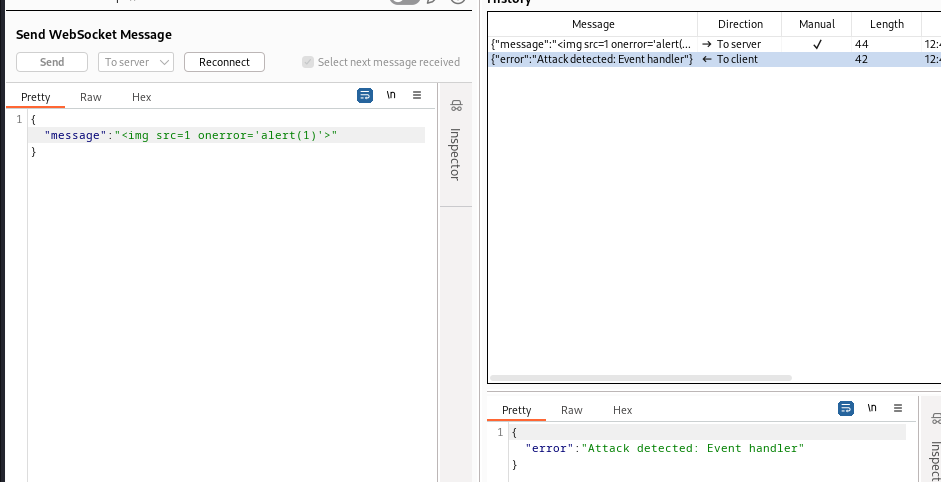 History
Send WebSocket Message
Send To server Reconnect Select next message received
Pretty Raw Hex \n
1 {
"message":"<img src=1 onerror='alert(1)'>"
}
Inspector
Message Direction Manual Length
{"message":"<img src=1 onerror='alert(... → To server ✓ 44 12:4
{"error":"Attack detected: Event handler"} ← To client 42 12:4
Pretty Raw Hex \n
1 {
"error":"Attack detected: Event handler"
}
Inspect